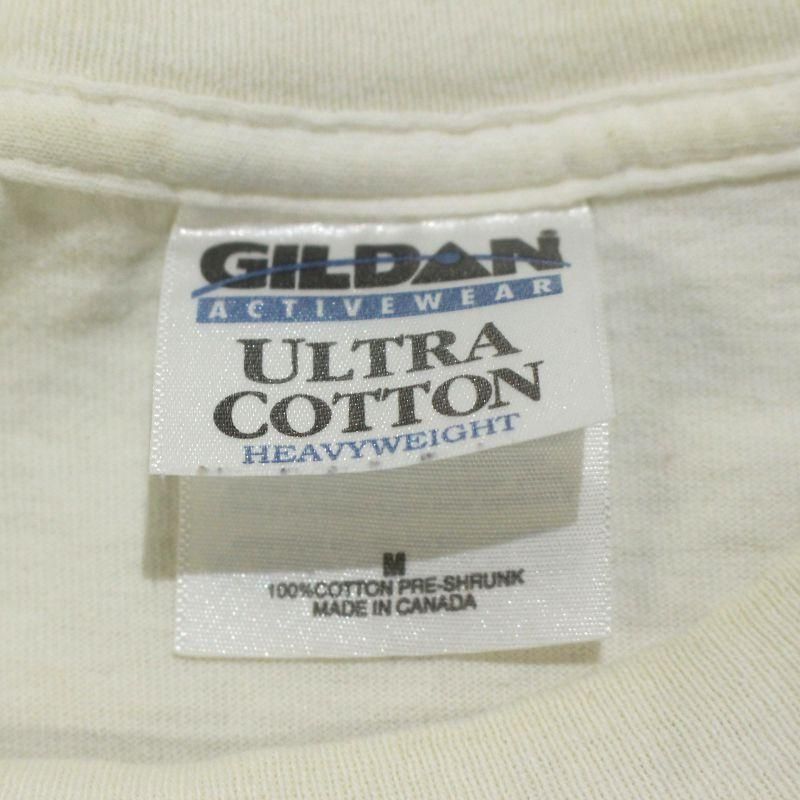 GILDAN
ACTIVEWEAR
ULTRA
COTTON
HEAVYWEIGHT
M
100% COTTON PRE-SHRUNK
MADE IN CANADA